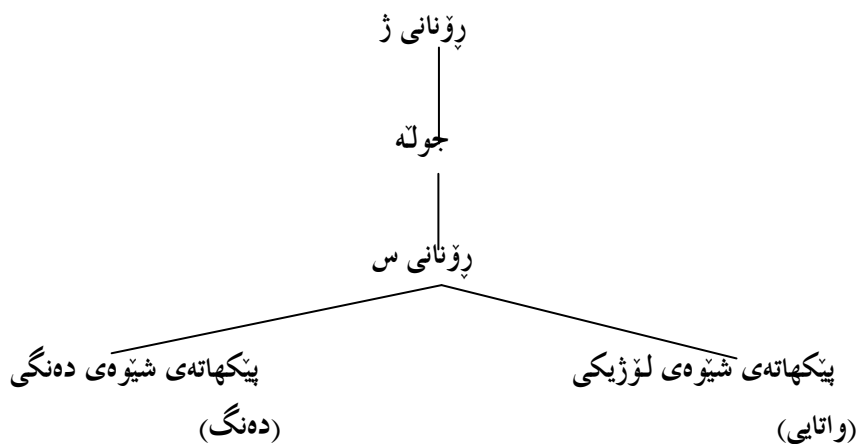 ڕۆنانی ژ
جوڵە
ڕۆنانی س
پێکهاتەی شێوەی لۆژیکی
پێکهاتەی شێوەی دەنگی
(واتایی)
(دەنگ)